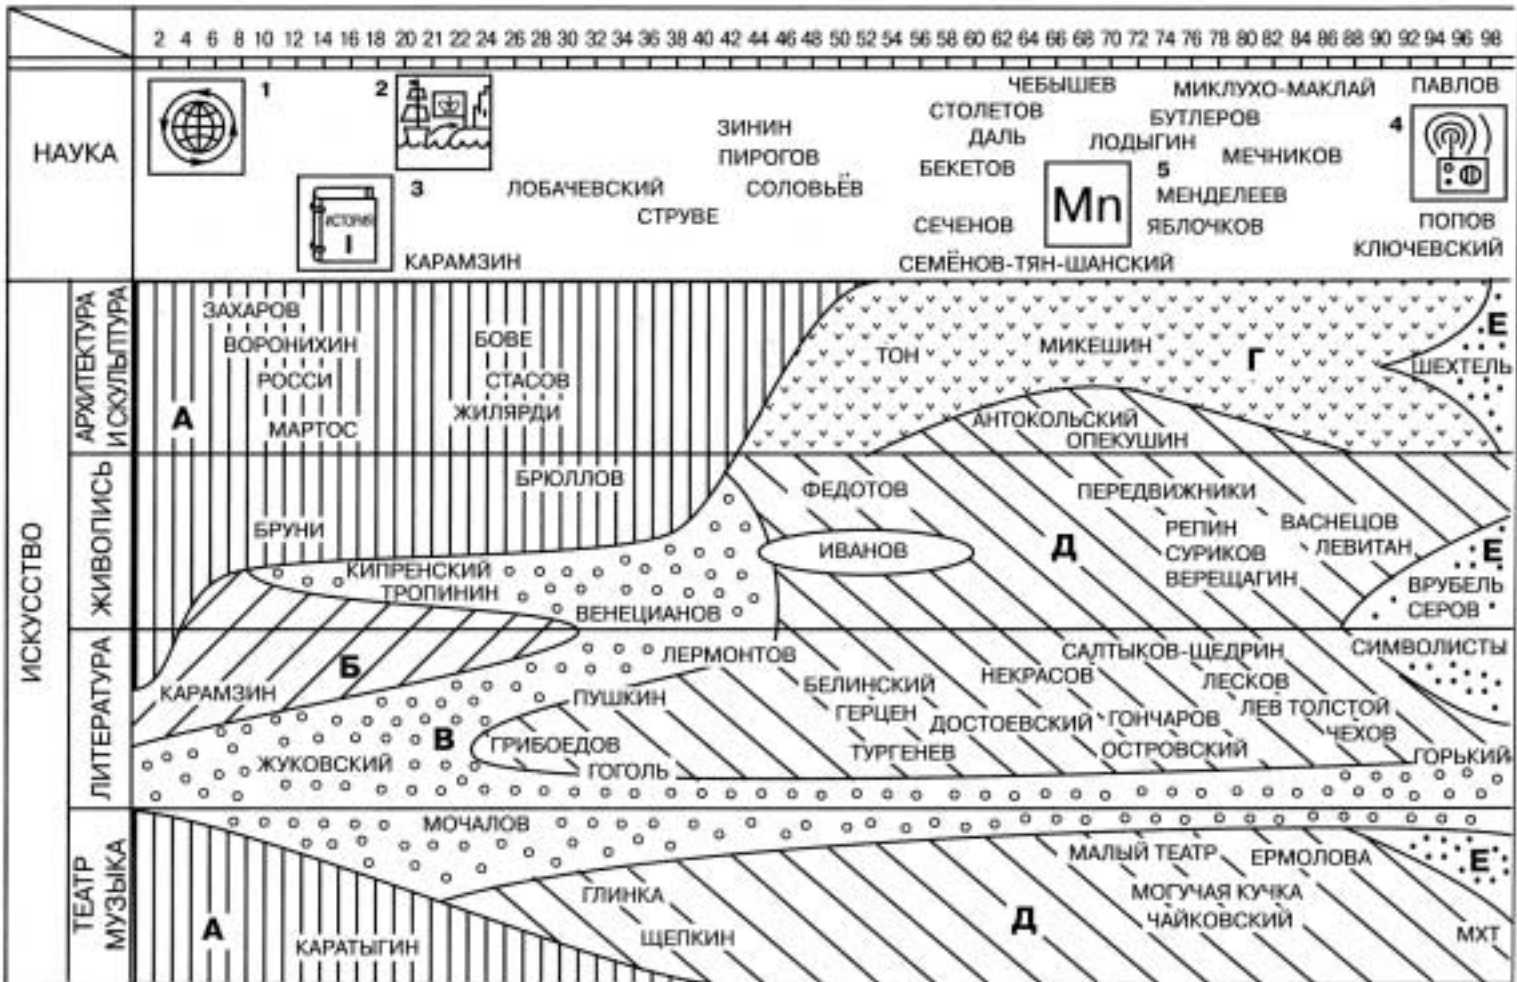 2 4 6 8 10 12 14 16 18 20 21 22 24 26 28 30 32 34 36 38 40 42 44 46 48 50 52 54 56 58 60 62 64 66 68 70 72 74 76 78 80 82 84 86 88 90 92 94 96 98
НАУКА
1
2
3
ИСТОРИЯ
I
КАРАМЗИН
ЛОБАЧЕВСКИЙ
СТРУВЕ
ЗИНИН
ПИРОГОВ
СОЛОВЬЁВ
ЧЕБЫШЕВ
СТОЛЕТОВ
ДАЛЬ
БЕКЕТОВ
СЕЧЕНОВ
СЕМЁНОВ-ТЯН-ШАНСКИЙ
Mn
5
МИКЛУХО-МАКЛАЙ
БУТЛЕРОВ
ЛОДЫГИН
МЕЧНИКОВ
МЕНДЕЛЕЕВ
ЯБЛОЧКОВ
ПАВЛОВ
4
ПОПОВ
КЛЮЧЕВСКИЙ
ИСКУССТВО
АРХИТЕКТУРА
И СКУЛЬПТУРА
ЗАХАРОВ
ВОРОНИХИН
РОССИ
МАРТОС
А
БОВЕ
СТАСОВ
ЖИЛЯРДИ
ТОН
МИКЕШИН
Г
АНТОКОЛЬСКИЙ
ОПЕКУШИН
Е
ШЕХТЕЛЬ
ЖИВОПИСЬ
БРЮЛЛОВ
БРУНИ
КИПРЕНСКИЙ
ТРОПИНИН
ВЕНЕЦИАНОВ
ФЕДОТОВ
ИВАНОВ
Д
ПЕРЕДВИЖНИКИ
РЕПИН
СУРИКОВ
ВЕРЕЩАГИН
ВАСНЕЦОВ
ЛЕВИТАН
Е
ВРУБЕЛЬ
СЕРОВ
ЛИТЕРАТУРА
Б
КАРАМЗИН
В
ЖУКОВСКИЙ
ЛЕРМОНТОВ
ПУШКИН
ГРИБОЕДОВ
ГОГОЛЬ
БЕЛИНСКИЙ
ГЕРЦЕН
ТУРГЕНЕВ
НЕКРАСОВ
ДОСТОЕВСКИЙ
САЛТЫКОВ-ЩЕДРИН
ЛЕСКОВ
ГОНЧАРОВ
ОСТРОВСКИЙ
ЛЕВ ТОЛСТОЙ
ЧЕХОВ
СИМВОЛИСТЫ
ГОРЬКИЙ
ТЕАТР
МУЗЫКА
МОЧАЛОВ
А
КАРАТЫГИН
ГЛИНКА
ЩЕПКИН
Д
МАЛЫЙ ТЕАТР
ЕРМОЛОВА
МОГУЧАЯ КУЧКА
ЧАЙКОВСКИЙ
Е
МХТ